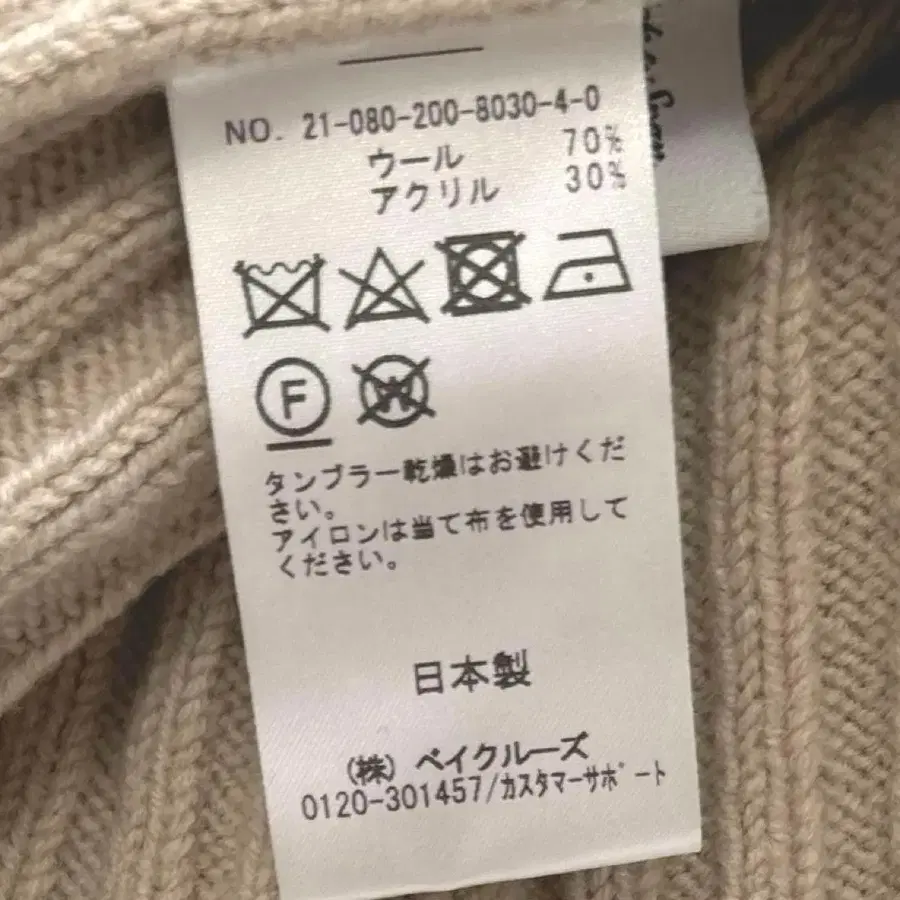 NO. 21-080-200-8030-4-0
ウール 70%
アクリル 30%
F
W
タンブラー乾燥はお避けくだ
さい。
アイロンは当て布を使用して
ください。
日本製
(株) ベイクルーズ
0120-301457/カスタマーサポート